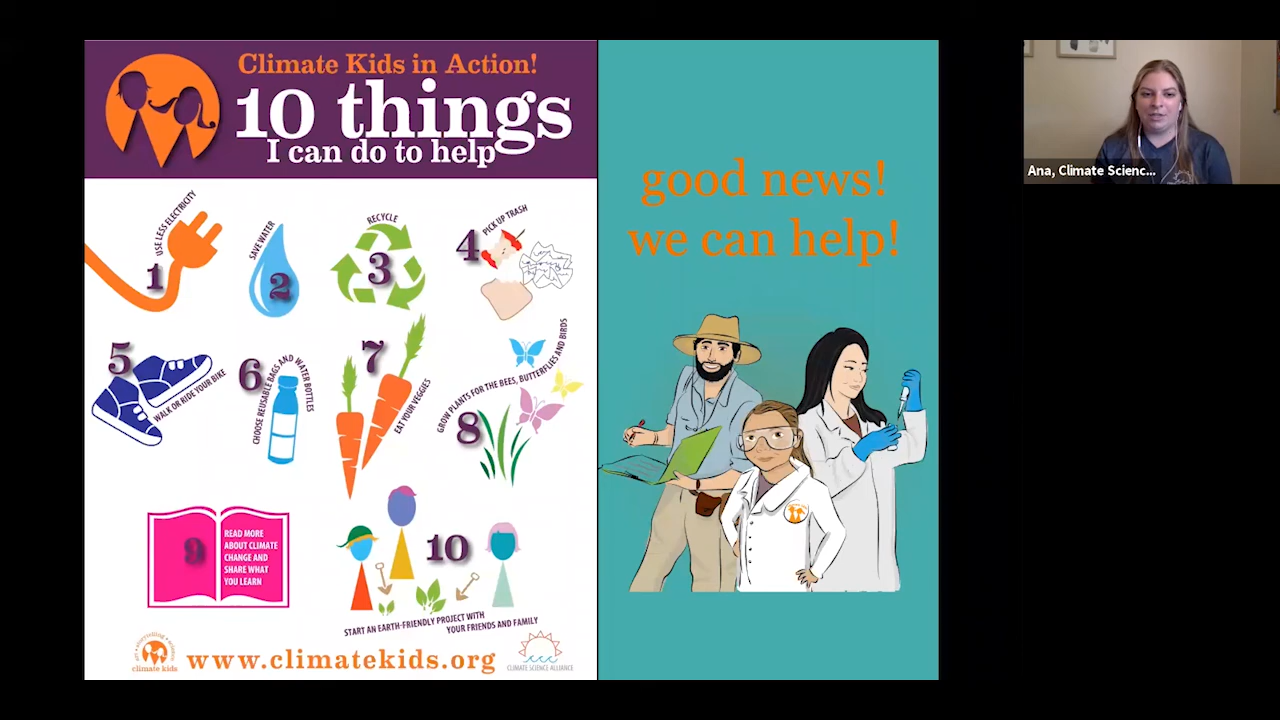 Climate Kids in Action!
10 things
I can do to help
1
USE LESS ELECTRICITY
2
SAVE WATER
3
RECYCLE
4
PICK UP TRASH
5
WALK OR RIDE YOUR BIKE
6
CHOOSE REUSABLE BAGS AND WATER BOTTLES
7
EAT YOUR VEGGIES
8
GROW PLANTS FOR THE BEES, BUTTERFLIES AND BIRDS
9
READ MORE
ABOUT CLIMATE
CHANGE AND
SHARE WHAT
YOU LEARN
10
START AN EARTH-FRIENDLY PROJECT WITH
YOUR FRIENDS AND FAMILY
climate kids
www.climatekids.org
CLIMATE SCIENCE ALLIANCE
good news!
we can help!
Ana, Climate Scienc...